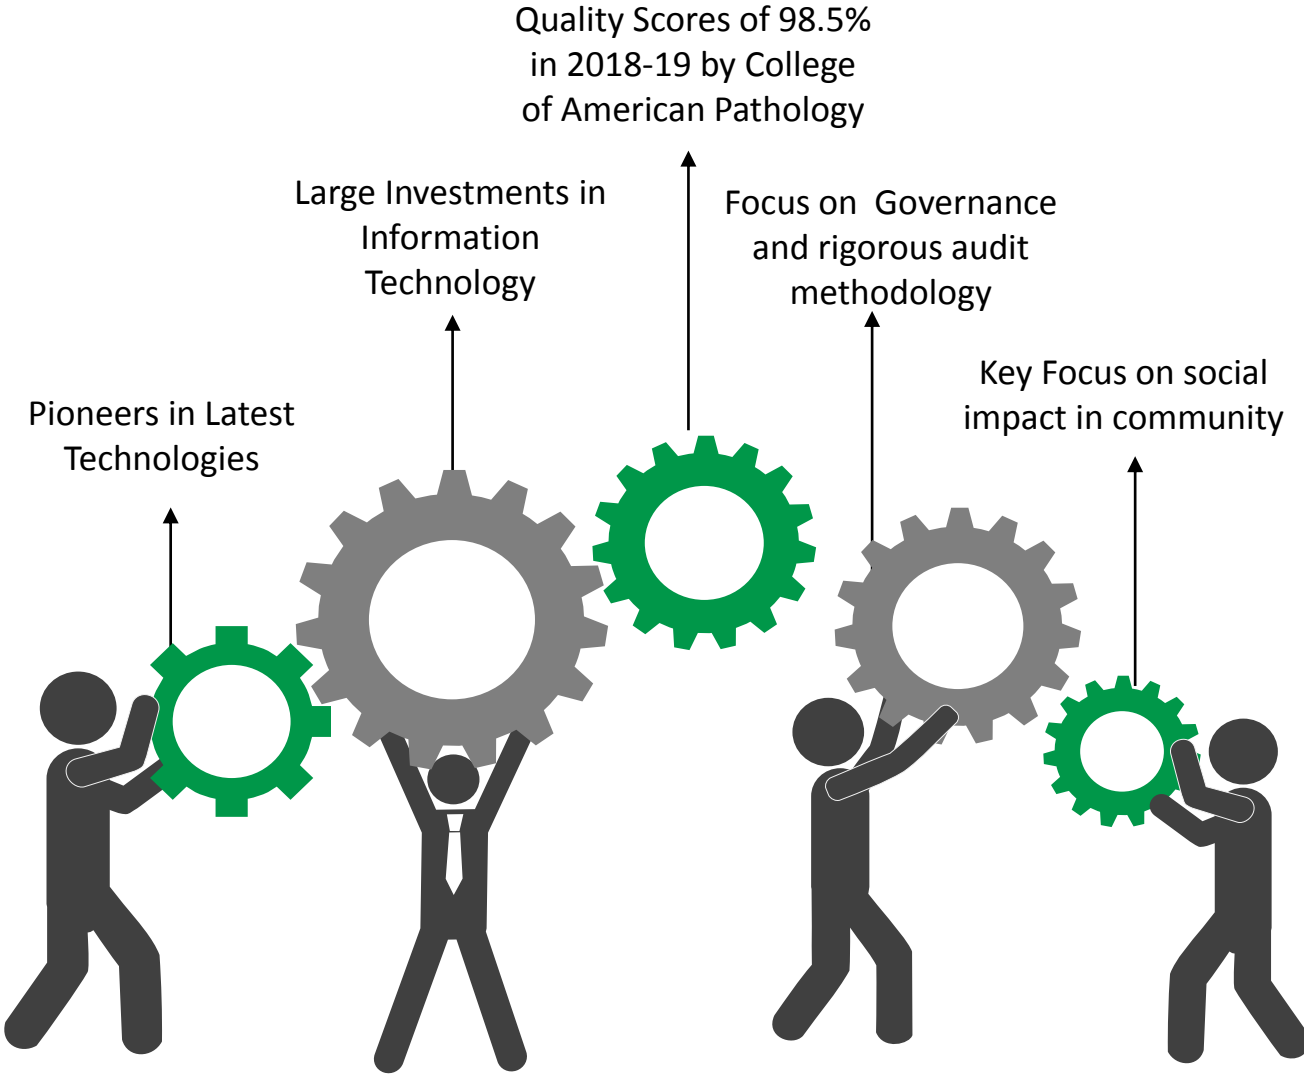 Quality Scores of 98.5%
in 2018-19 by College
of American Pathology
Large Investments in
Information
Technology
Focus on  Governance
and rigorous audit
methodology
Key Focus on social
impact in community
Pioneers in Latest
Technologies